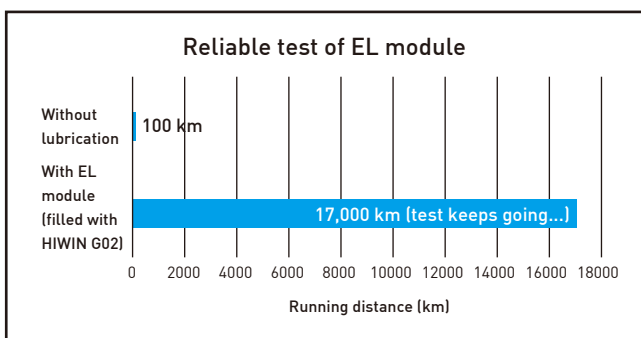 Reliable test of EL module
Without
lubrication
100 km
With EL
module
(filled with
HIWIN G02)
17,000 km (test keeps going...)
0 2000 4000 6000 8000 10000 12000 14000 16000 18000
Running distance (km)